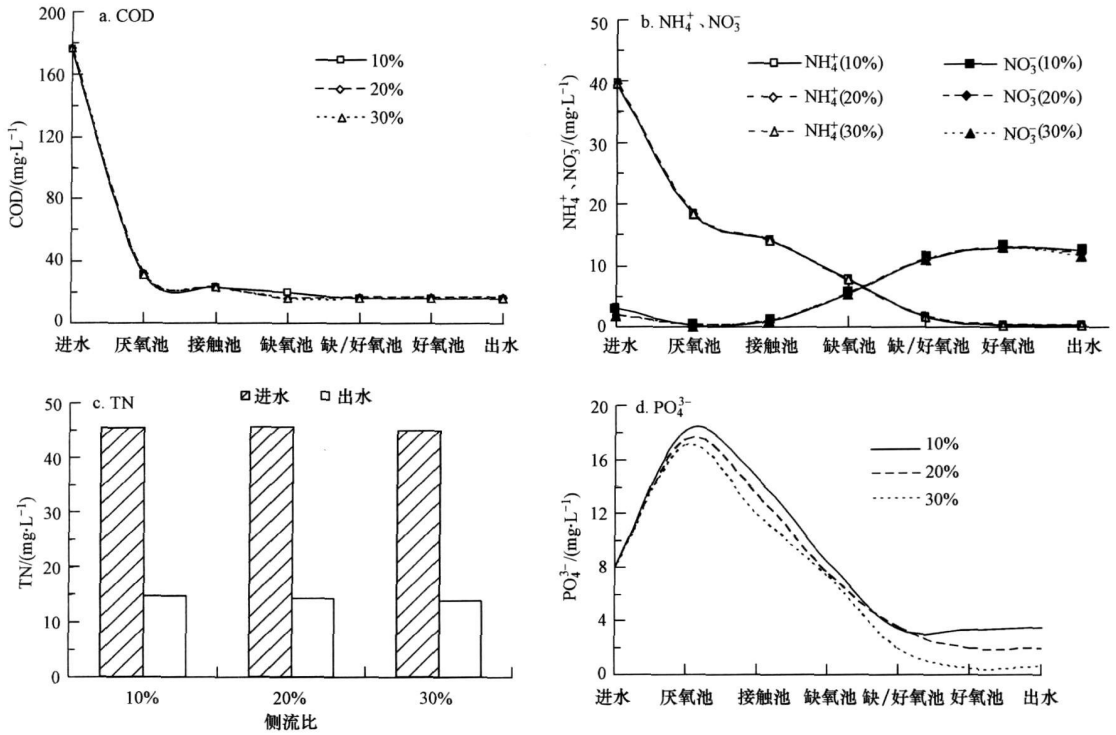 a. COD
200
160
120
80
40
0
COD/(mg·L⁻¹)
10%
20%
30%
进水 厌氧池 接触池 缺氧池 缺/好氧池 好氧池 出水
b. NH₄⁺、NO₃⁻
50
40
30
20
10
0
NH₄⁺、NO₃⁻/(mg·L⁻¹)
NH₄⁺(10%) NO₃⁻(10%)
NH₄⁺(20%) NO₃⁻(20%)
NH₄⁺(30%) NO₃⁻(30%)
进水 厌氧池 接触池 缺氧池 缺/好氧池 好氧池 出水
c. TN
进水 出水
50
45
40
35
30
25
20
15
10
5
0
TN/(mg·L⁻¹)
10% 20% 30%
侧流比
d. PO₄³⁻
20
18
16
12
8
4
0
PO₄³⁻/(mg·L⁻¹)
10%
20%
30%
进水 厌氧池 接触池 缺氧池 缺/好氧池 好氧池 出水